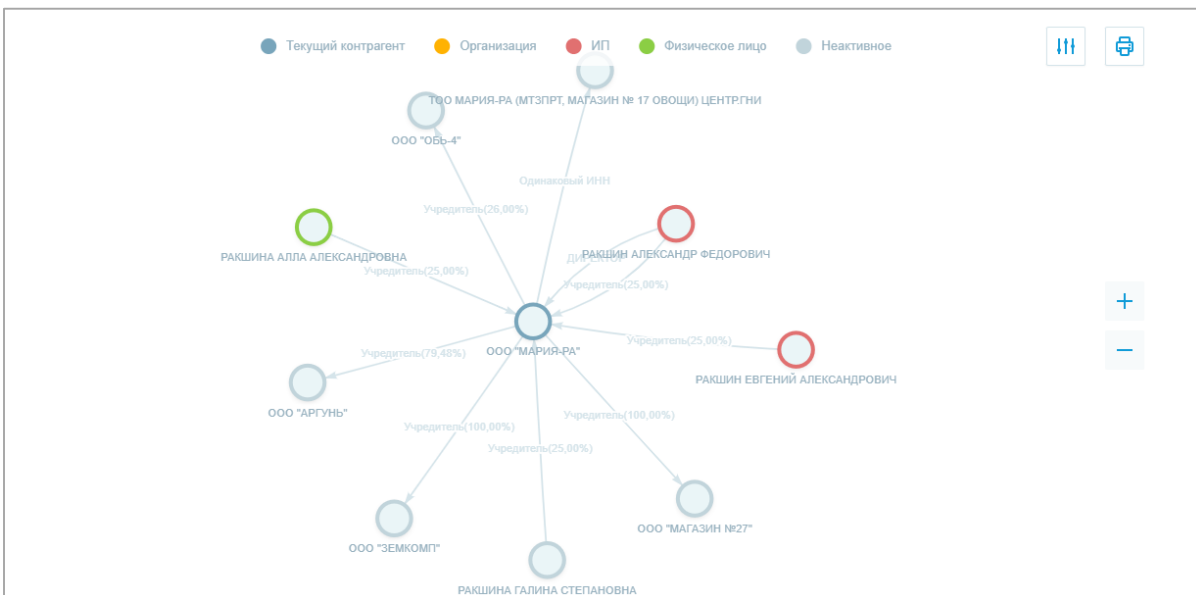 Текущий контрагент
Организация
ИП
Физическое лицо
Неактивное
ТОО МАРИЯ-РА (МТЗПРТ, МАГАЗИН № 17 ОВОЩИ) ЦЕНТР.ГНИ
ООО "ОБЬ-4"
Одинаковый ИНН
Учредитель(26,00%)
РАКШИНА АЛЛА АЛЕКСАНДРОВНА
РАКШИН АЛЕКСАНДР ФЕДОРОВИЧ
ДИРЕКТОР
Учредитель(25,00%)
Учредитель(25,00%)
Учредитель(25,00%)
ООО "МАРИЯ-РА"
Учредитель(79,48%)
РАКШИН ЕВГЕНИЙ АЛЕКСАНДРОВИЧ
ООО "АРГУНЬ"
Учредитель(100,00%)
Учредитель(100,00%)
Учредитель(25,00%)
ООО "МАГАЗИН №27"
ООО "ЗЕМКОМП"
РАКШИНА ГАЛИНА СТЕПАНОВНА